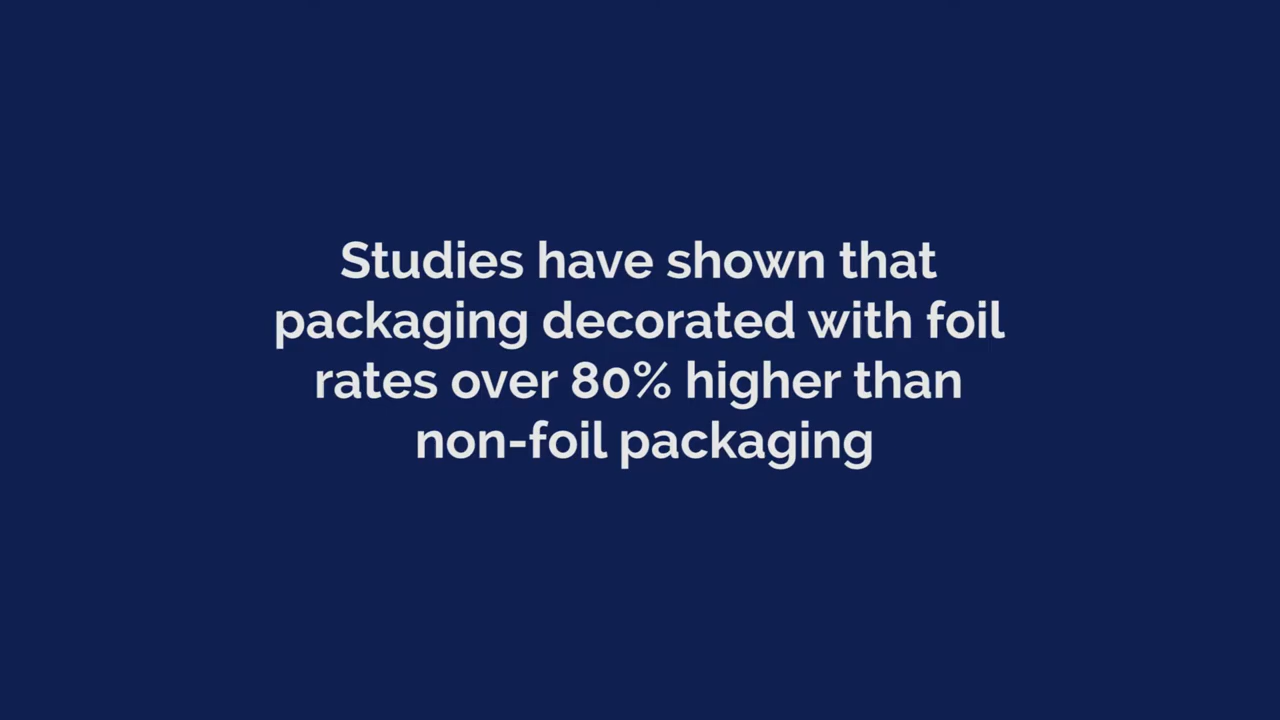 Studies have shown that
packaging decorated with foil
rates over 80% higher than
non-foil packaging